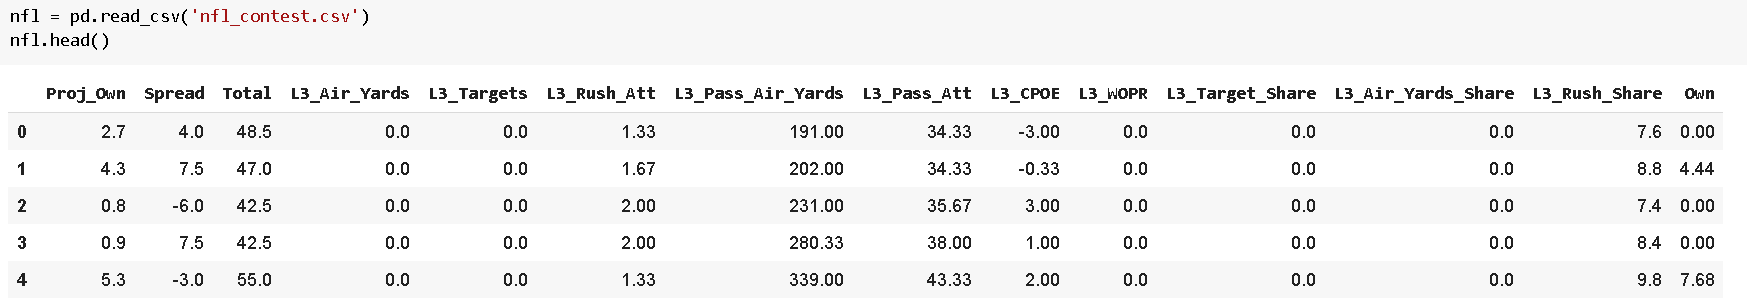 nfl = pd.read_csv('nfl_contest.csv')
nfl.head()
Proj_Own Spread Total L3_Air_Yards L3_Targets L3_Rush_Att L3_Pass_Air_Yards L3_Pass_Att L3_CPOE L3_WOPR L3_Target_Share L3_Air_Yards_Share L3_Rush_Share Own
0 2.7 4.0 48.5 0.0 0.0 1.33 191.00 34.33 -3.00 0.0 0.0 0.0 7.6 0.00
1 4.3 7.5 47.0 0.0 0.0 1.67 202.00 34.33 -0.33 0.0 0.0 0.0 8.8 4.44
2 0.8 -6.0 42.5 0.0 0.0 2.00 231.00 35.67 3.00 0.0 0.0 0.0 7.4 0.00
3 0.9 7.5 42.5 0.0 0.0 2.00 280.33 38.00 1.00 0.0 0.0 0.0 8.4 0.00
4 5.3 -3.0 55.0 0.0 0.0 1.33 339.00 43.33 2.00 0.0 0.0 0.0 9.8 7.68